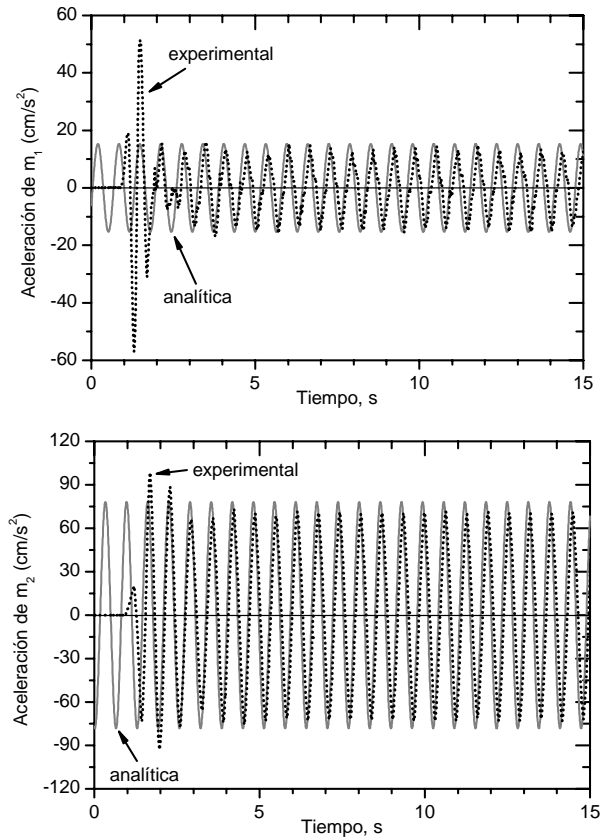 60
40
20
0
-20
-40
-60
Aceleración de m1 (cm/s2)
experimental
analítica
0 5 10 15
Tiempo, s
120
90
60
30
0
-30
-60
-90
-120
Aceleración de m2 (cm/s2)
experimental
analítica
0 5 10 15
Tiempo, s